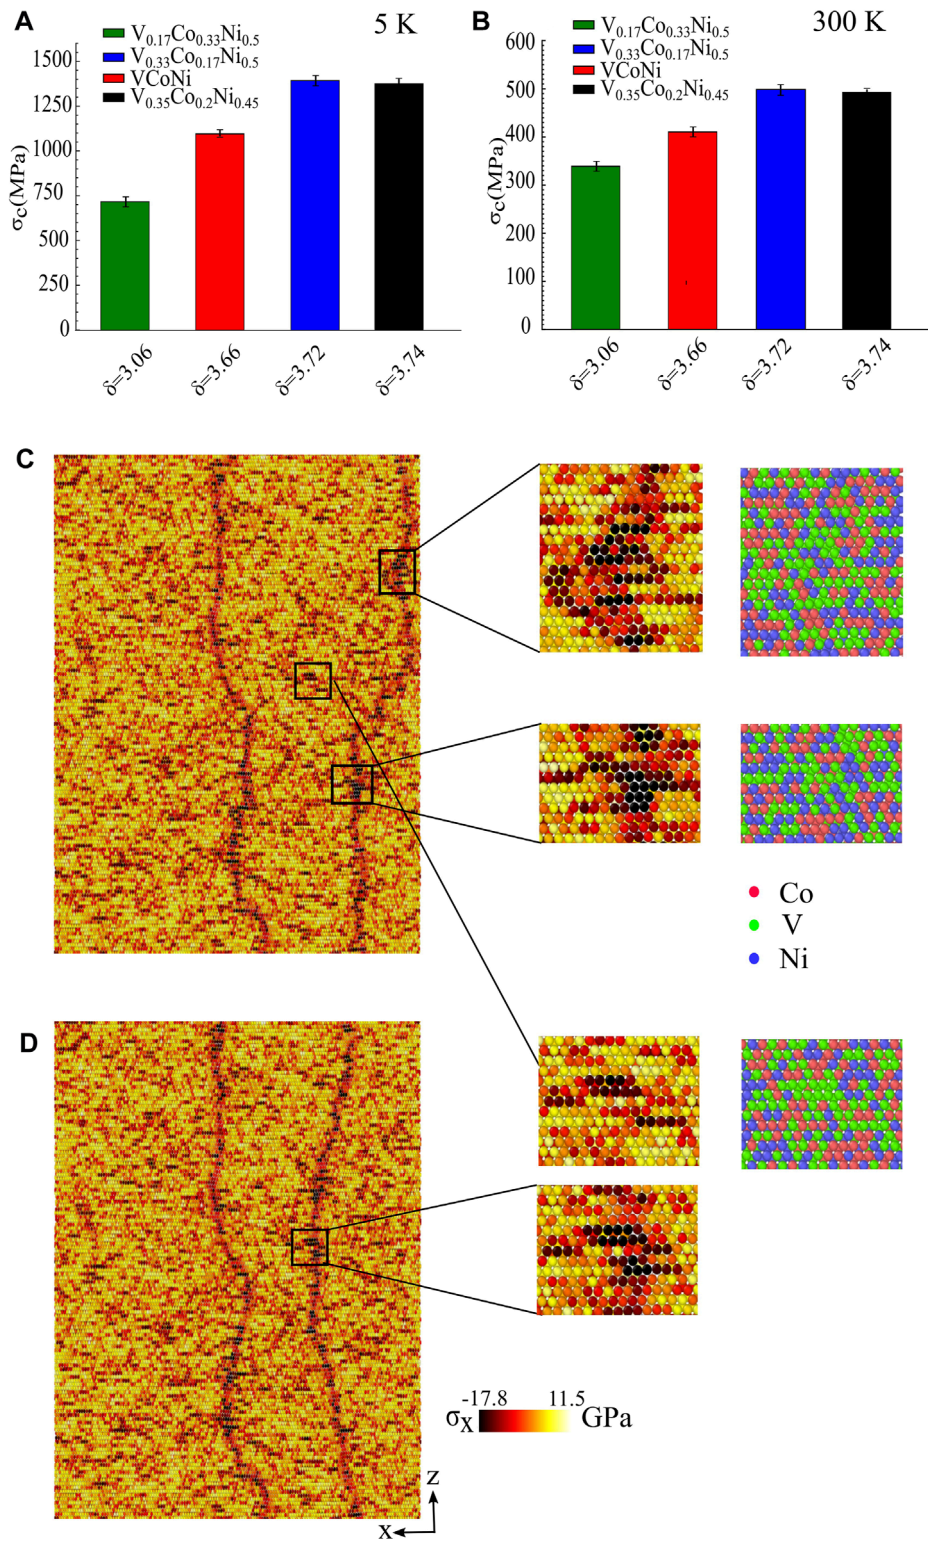 A
5 K
V0.17Co0.33Ni0.5
V0.33Co0.17Ni0.5
VCoNi
V0.35Co0.2Ni0.45
1500
1250
1000
750
500
250
0
σc(MPa)
δ=3.06
δ=3.66
δ=3.72
δ=3.74
B
300 K
V0.17Co0.33Ni0.5
V0.33Co0.17Ni0.5
VCoNi
V0.35Co0.2Ni0.45
600
500
400
300
200
100
0
σc(MPa)
δ=3.06
δ=3.66
δ=3.72
δ=3.74
C
Co
V
Ni
D
-17.8 11.5
σX GPa
z
x